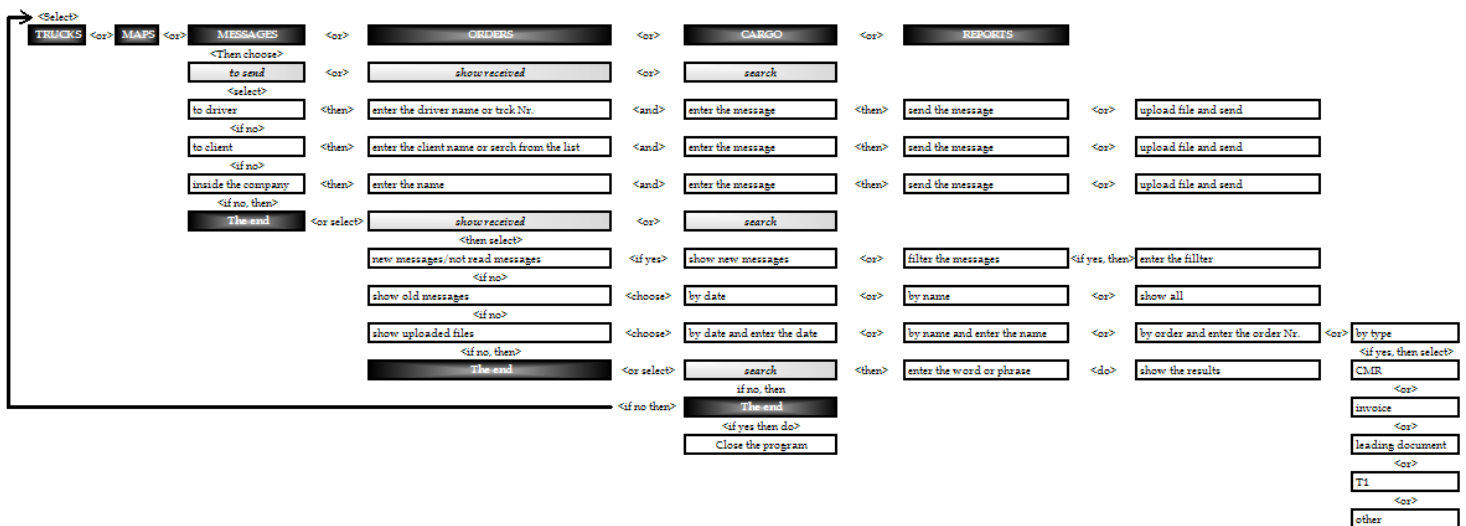 <Select>
TRUCKS <or> MAPS <or> MESSAGES <or> ORDERS <or> CARGO <or> REPORTS
<Then choose>
to send <or> show received <or> search
<select>
to driver <then> enter the driver name or trck Nr. <and> enter the message <then> send the message <or> upload file and send
<if no>
to client <then> enter the client name or serch from the list <and> enter the message <then> send the message <or> upload file and send
<if no>
inside the company <then> enter the name <and> enter the message <then> send the message <or> upload file and send
<if no, then>
The end <or select> show received <or> search
<then select>
new messages/not read messages <if yes> show new messages <or> filter the messages <if yes, then> enter the fillter
<if no>
show old messages <choose> by date <or> by name <or> show all
<if no>
show uploaded files <choose> by date and enter the date <or> by name and enter the name <or> by order and enter the order Nr. <or> by type
<if no, then> <if yes, then select>
The end <or select> search <then> enter the word or phrase <do> show the results CMR
if no, then <or>
<if no then> The end invoice
<if yes then do> <or>
Close the program leading document
<or>
T1
<or>
other